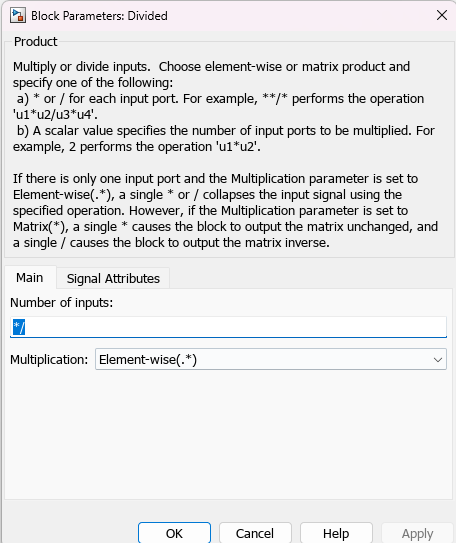 Block Parameters: Divided
Product
Multiply or divide inputs.  Choose element-wise or matrix product and
specify one of the following:
a) * or / for each input port. For example, **/* performs the operation
'u1*u2/u3*u4'.
b) A scalar value specifies the number of input ports to be multiplied. For
example, 2 performs the operation 'u1*u2'.
If there is only one input port and the Multiplication parameter is set to
Element-wise(.*), a single * or / collapses the input signal using the
specified operation. However, if the Multiplication parameter is set to
Matrix(*), a single * causes the block to output the matrix unchanged, and
a single / causes the block to output the matrix inverse.
Main Signal Attributes
Number of inputs:
*/
Multiplication: Element-wise(.*)
OK Cancel Help Apply